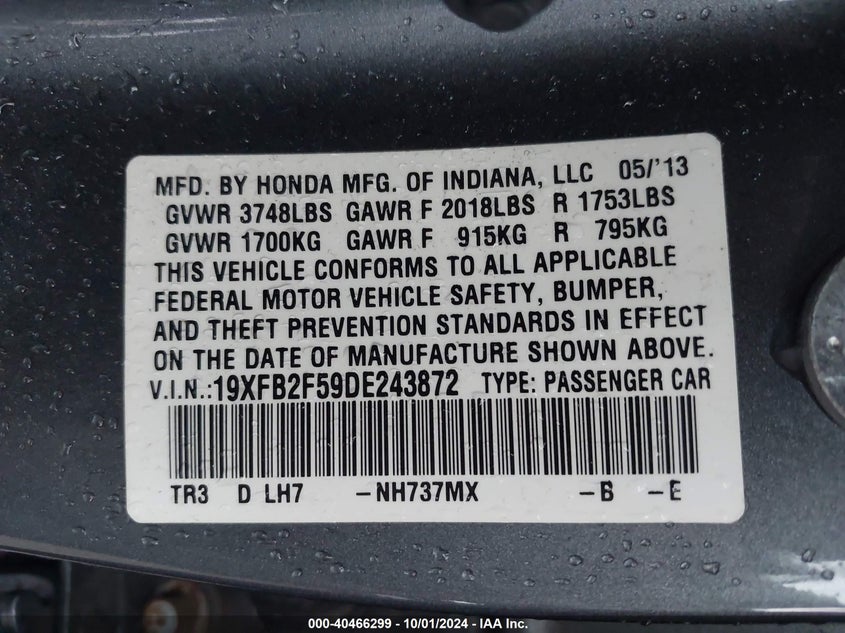 MFD. BY HONDA MFG. OF INDIANA, LLC 05/'13
GVWR 3748LBS GAWR F 2018LBS R 1753LBS
GVWR 1700KG GAWR F 915KG R 795KG
THIS VEHICLE CONFORMS TO ALL APPLICABLE
FEDERAL MOTOR VEHICLE SAFETY, BUMPER,
AND THEFT PREVENTION STANDARDS IN EFFECT
ON THE DATE OF MANUFACTURE SHOWN ABOVE.
V.I.N.:19XFB2F59DE243872 TYPE: PASSENGER CAR
TR3 D LH7 -NH737MX -B -E
000-40466299 - 10/01/2024 - IAA Inc.